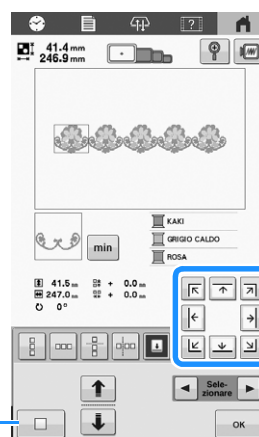 ?
41.4 mm
246.9 mm
min
KAKI
GRIGIO CALDO
ROSA
41.5 mm + 0.0 mm
247.0 mm + 0.0 mm
0°
Sele-
zionare
OK